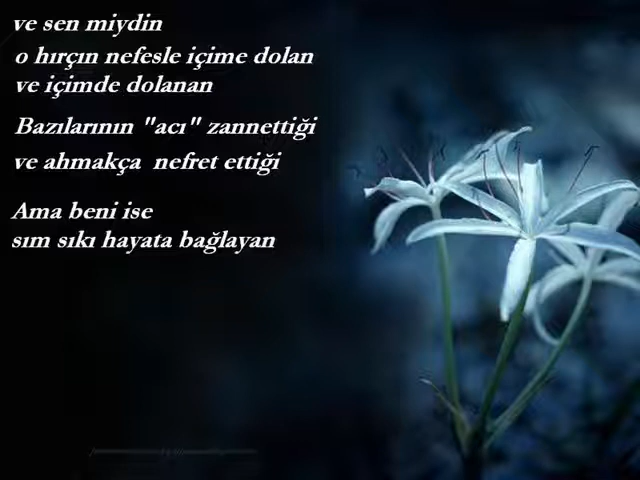 ve sen miydin
o hırçın nefesle içime dolan
ve içimde dolanan
Bazılarının "acı" zannettiği
ve ahmakça nefret ettiği
Ama beni ise
sım sıkı hayata bağlayan